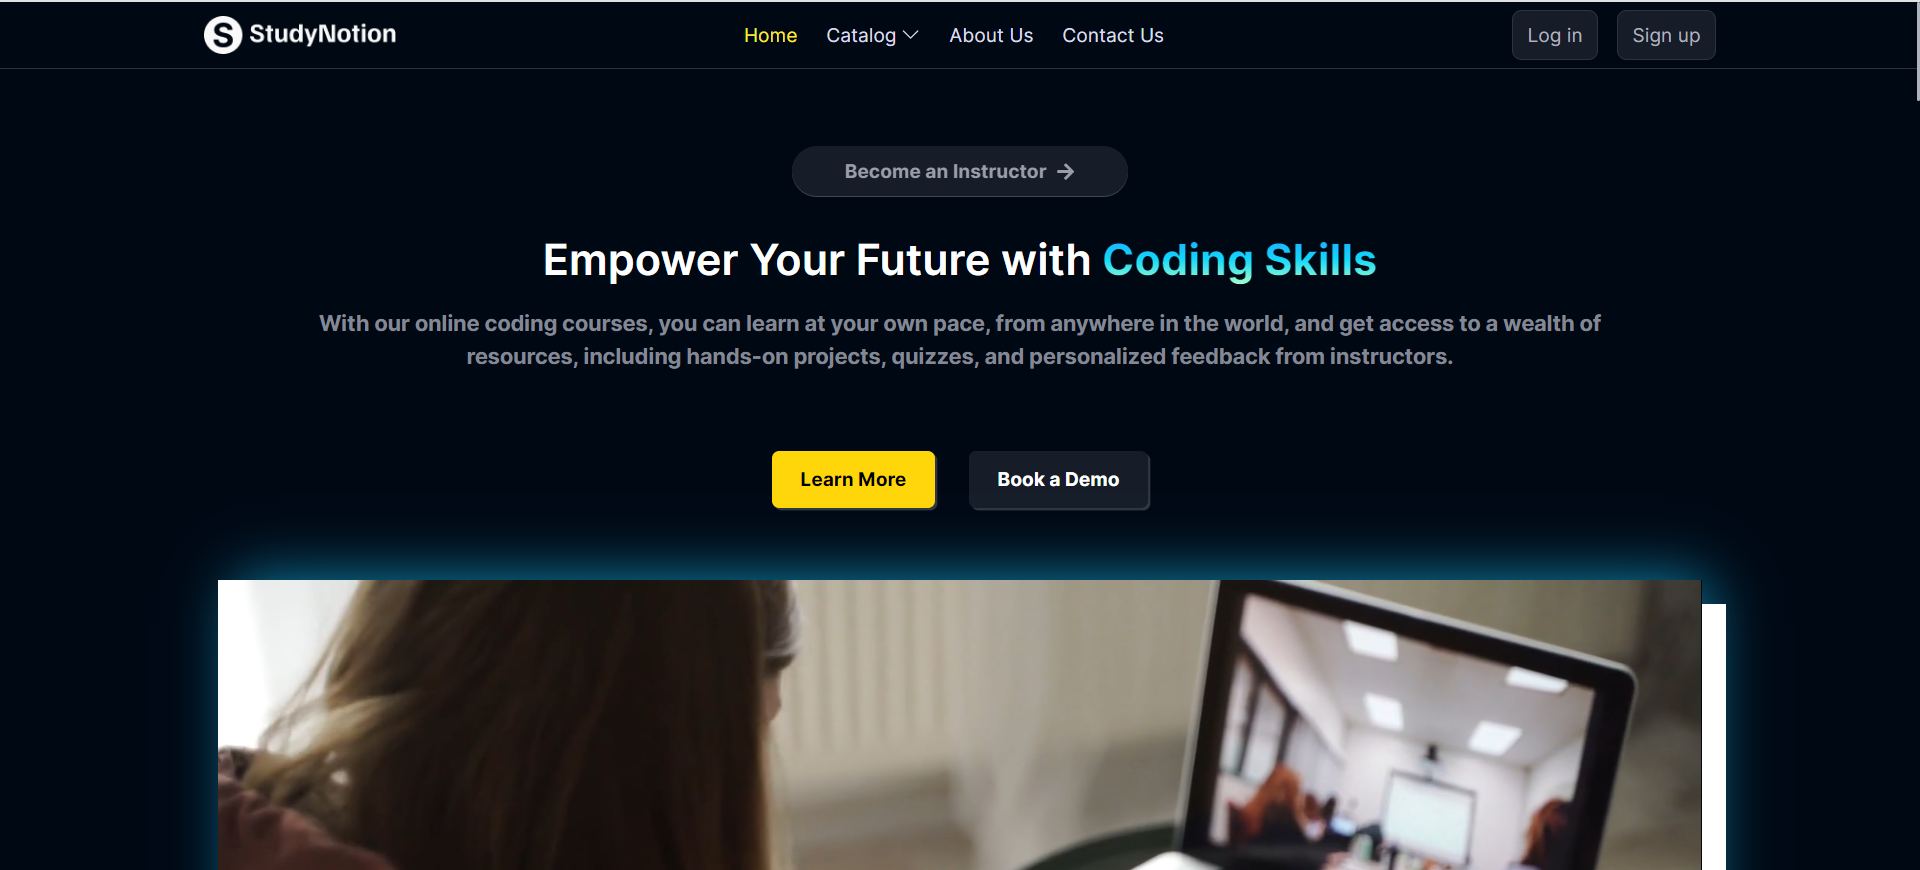 S StudyNotion
Home Catalog About Us Contact Us
Log in Sign up
Become an Instructor →
Empower Your Future with Coding Skills
With our online coding courses, you can learn at your own pace, from anywhere in the world, and get access to a wealth of
resources, including hands-on projects, quizzes, and personalized feedback from instructors.
Learn More Book a Demo